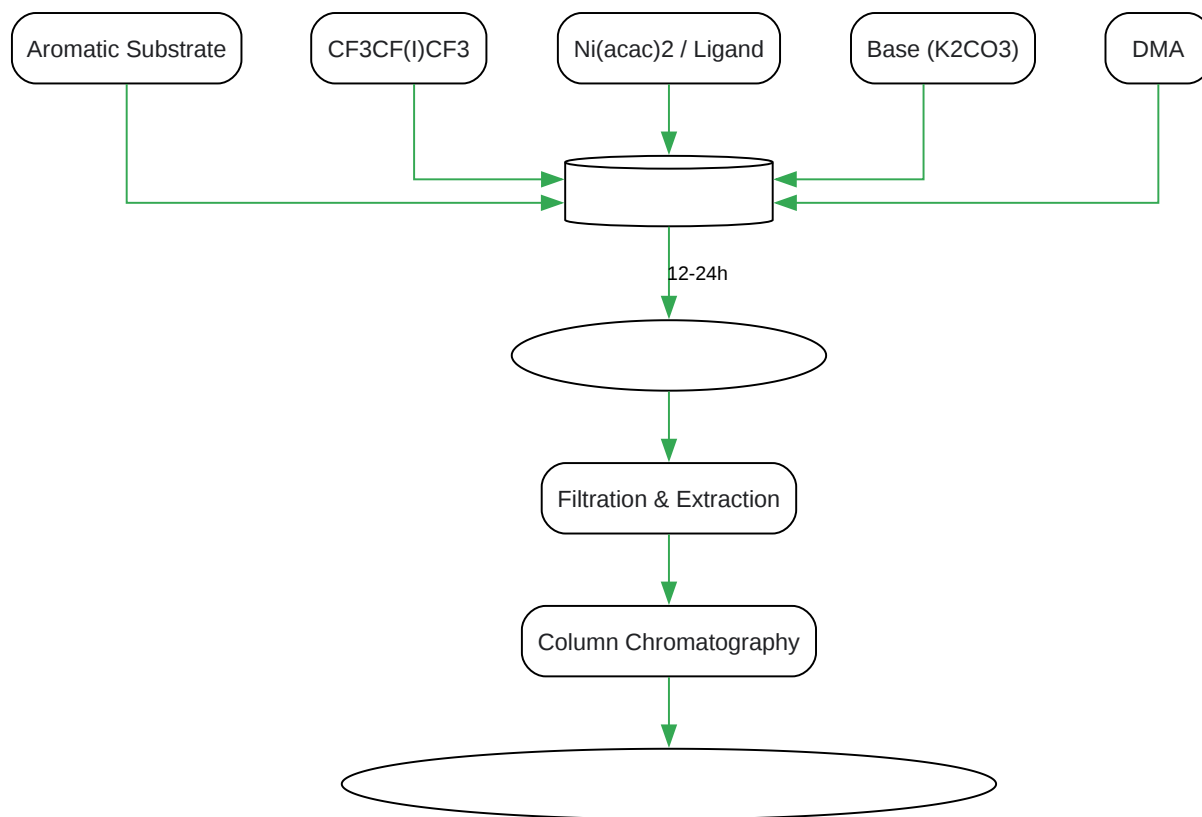 Aromatic Substrate
CF3CF(I)CF3
Ni(acac)2 / Ligand
Base (K2CO3)
DMA
12-24h
Filtration & Extraction
Column Chromatography